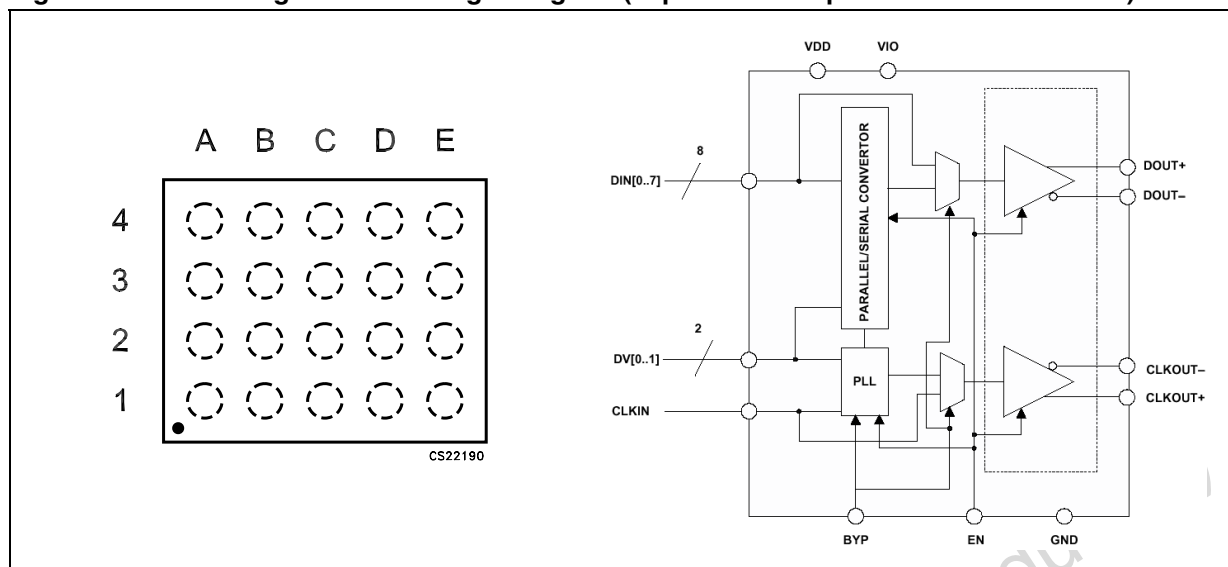 A B C D E
4
3
2
1
CS22190
VDD VIO
8
DIN[0..7]
PARALLEL/SERIAL CONVERTOR
DOUT+
DOUT–
2
DV[0..1]
PLL
CLKIN
CLKOUT–
CLKOUT+
BYP EN GND